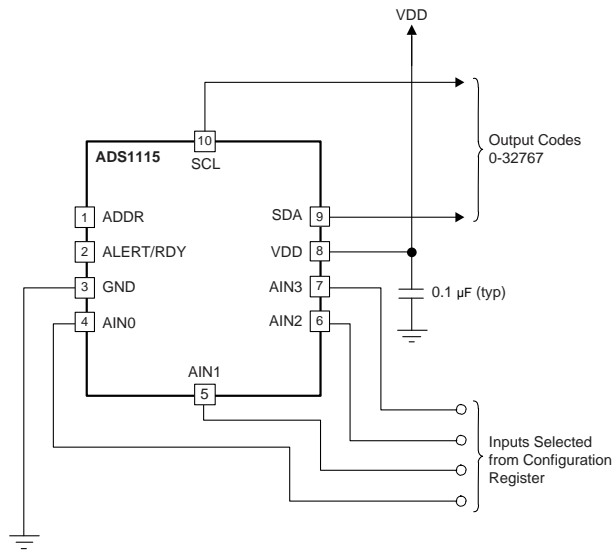 VDD
10
SCL
ADS1115
Output Codes
0-32767
1 ADDR
SDA 9
2 ALERT/RDY
VDD 8
3 GND
AIN3 7
0.1 µF (typ)
4 AIN0
AIN2 6
AIN1
5
Inputs Selected
from Configuration
Register